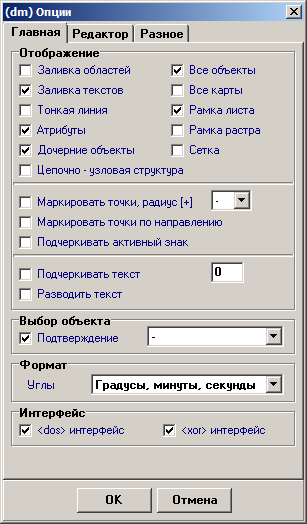 (dm) Опции
Главная Редактор Разное
Отображение
Заливка областей Все объекты
Заливка текстов Все карты
Тонкая линия Рамка листа
Атрибуты Рамка растра
Дочерние объекты Сетка
Цепочно - узловая структура
Маркировать точки, радиус [+] -
Маркировать точки по направлению
Подчеркивать активный знак
Подчеркивать текст 0
Разводить текст
Выбор объекта
Подтверждение -
Формат
Углы Градусы, минуты, секунды
Интерфейс
<dos> интерфейс <xor> интерфейс
OK Отмена